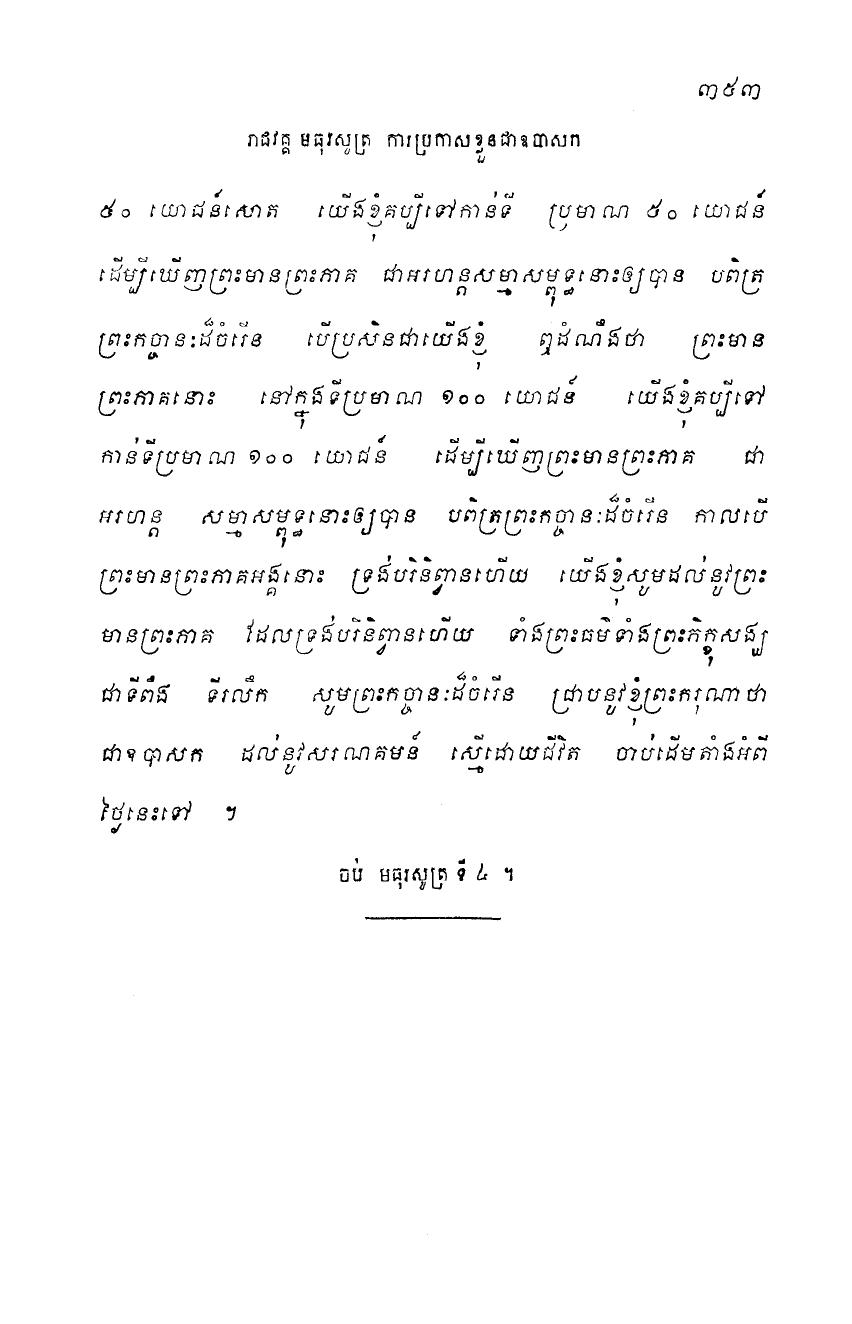 ៣៥៣
រាជវគ្គ មធុរសូត្រ ការប្រកាសខ្លួនជាឧបាសក
៥០ យោជន៍សោត យើងខ្ញុំគប្បីទៅកាន់ទី ប្រមាណ ៥០ យោជន៍
ដើម្បីឃើញព្រះមានព្រះភាគ ជាអរហន្តសម្មាសម្ពុទ្ធនោះឲ្យបាន បពិត្រ
ព្រះកច្ចានៈដ៏ចំរើន បើប្រសិនជាយើងខ្ញុំ ឮដំណឹងថា ព្រះមាន
ព្រះភាគនោះ នៅក្នុងទីប្រមាណ ១០០ យោជន៍ យើងខ្ញុំគប្បីទៅ
កាន់ទីប្រមាណ ១០០ យោជន៍ ដើម្បីឃើញព្រះមានព្រះភាគ ជា
អរហន្ត សម្មាសម្ពុទ្ធនោះឲ្យបាន បពិត្រព្រះកច្ចានៈដ៏ចំរើន កាលបើ
ព្រះមានព្រះភាគអង្គនោះ ទ្រង់បរិនិព្វានហើយ យើងខ្ញុំសូមដល់នូវព្រះ
មានព្រះភាគ ដែលទ្រង់បរិនិព្វានហើយ ទាំងព្រះធម៌ទាំងព្រះភិក្ខុសង្ឃ
ជាទីពឹង ទីរលឹក សូមព្រះកច្ចានៈដ៏ចំរើន ជ្រាបនូវខ្ញុំព្រះករុណាថា
ជាឧបាសក ដល់នូវសរណគមន៍ ស្មើដោយជីវិត ចាប់ដើមតាំងអំពី
ថ្ងៃនេះទៅ ។
ចប់ មធុរសូត្រ ទី ៤ ។